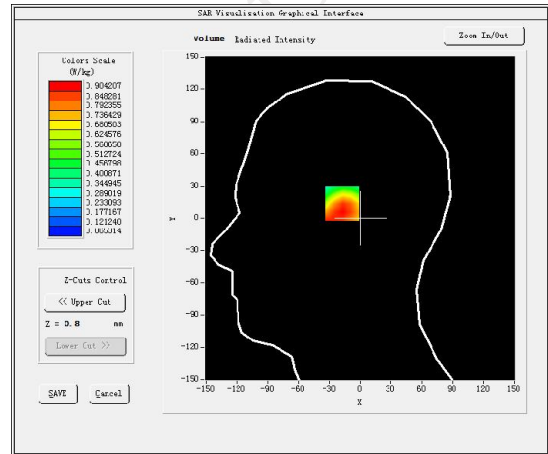 SAR Visualisation Graphical Interface
Volume Radiated Intensity
Zoom In/Out
Colors Scale
(W/kg)
0.904207
0.848281
0.792355
0.736429
0.680503
0.624576
0.568650
0.512724
0.456798
0.400871
0.344945
0.289019
0.233093
0.177167
0.121240
0.065314
Z-Cuts Control
<< Upper Cut
Z = 0.8 mm
Lower Cut >>
SAVE
Cancel
150
120
90
60
30
0
-30
-60
-90
-120
-150
Y
-150 -120 -90 -60 -30 0 30 60 90 120 150
X